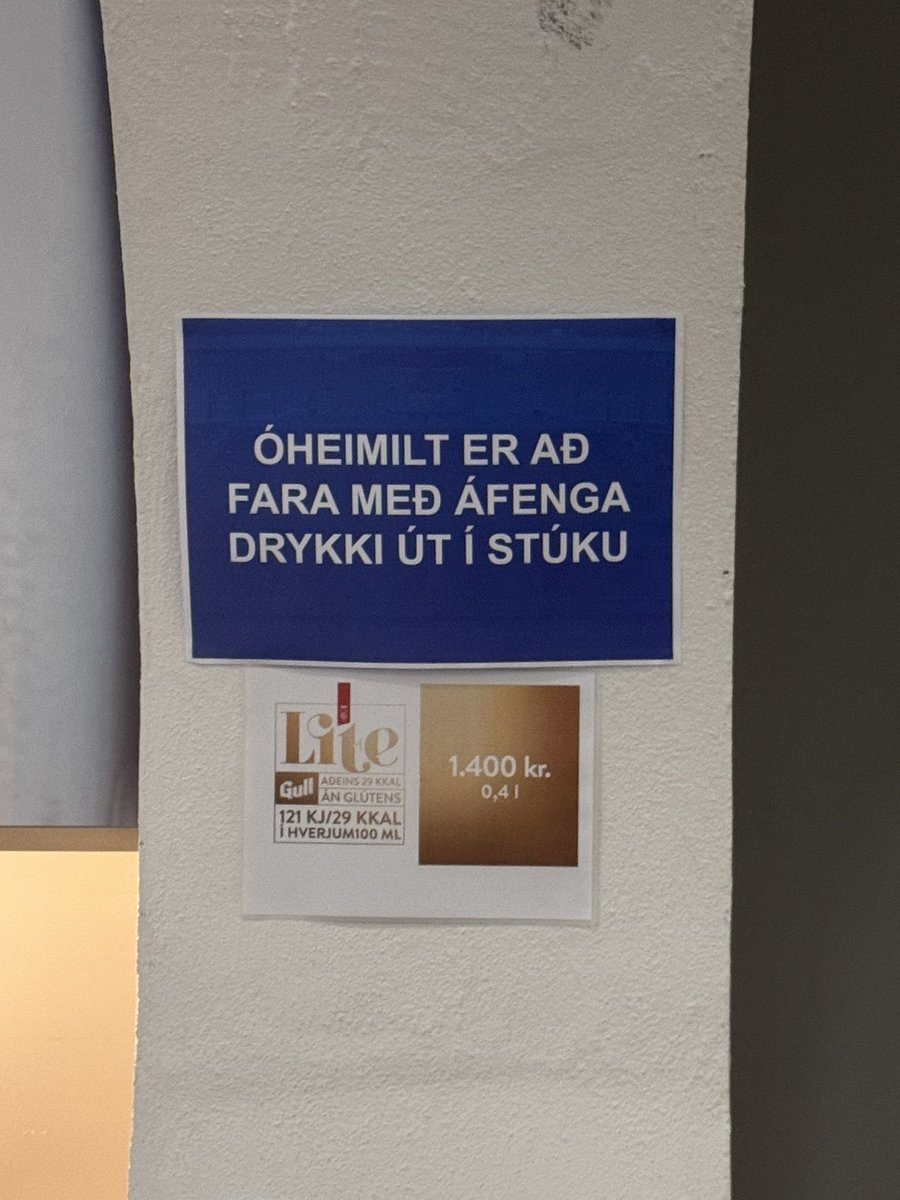 ÓHEIMILT ER AÐ
FARA MEÐ ÁFENGA
DRYKKI ÚT Í STÚKU
Lite
Gull
AÐEINS 29 KKAL
ÁN GLÚTENS
121 KJ/29 KKAL
Í HVERJUM100 ML
1.400 kr.
0,4 l